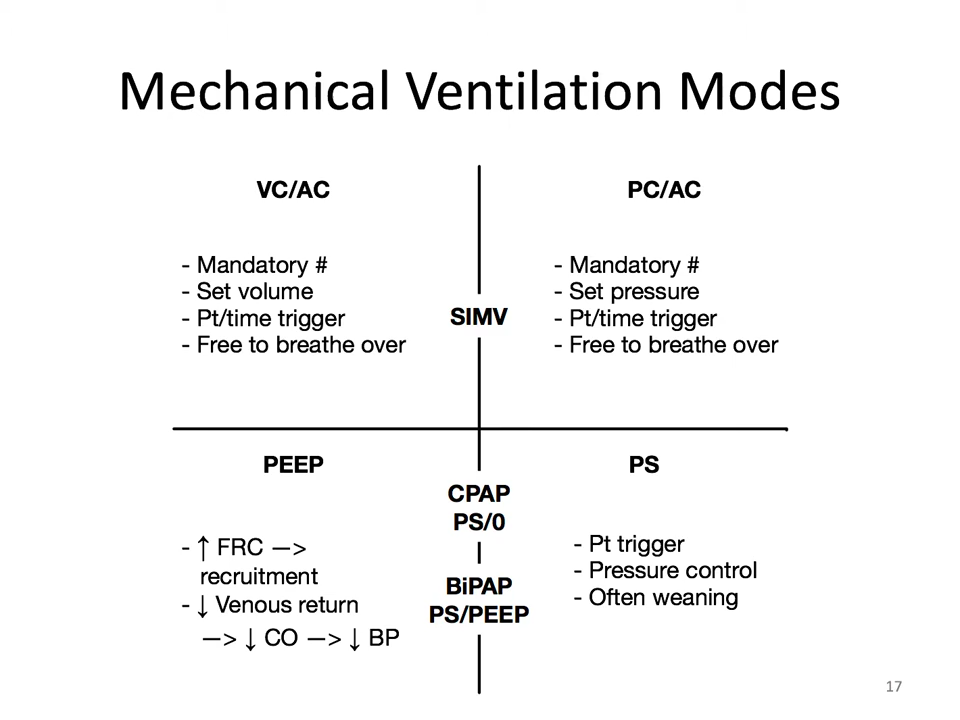 Mechanical Ventilation Modes
VC/AC
- Mandatory #
- Set volume
- Pt/time trigger
- Free to breathe over
SIMV
PC/AC
- Mandatory #
- Set pressure
- Pt/time trigger
- Free to breathe over
PEEP
- ↑ FRC —>
recruitment
- ↓ Venous return
—> ↓ CO —> ↓ BP
CPAP
PS/0
BiPAP
PS/PEEP
PS
- Pt trigger
- Pressure control
- Often weaning
17